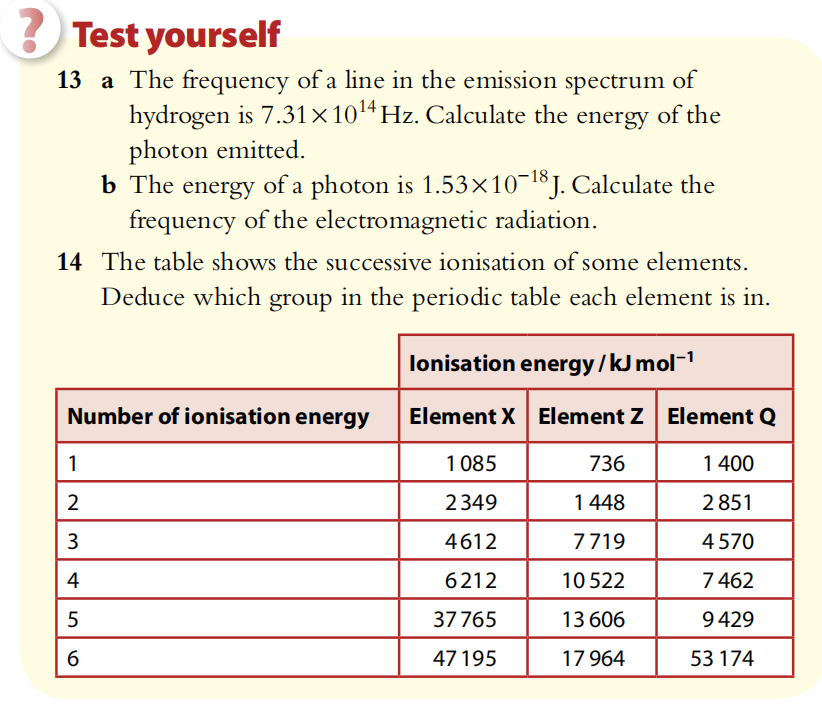 ? Test yourself
13 a The frequency of a line in the emission spectrum of
hydrogen is 7.31×10¹⁴ Hz. Calculate the energy of the
photon emitted.
b The energy of a photon is 1.53×10⁻¹⁸ J. Calculate the
frequency of the electromagnetic radiation.
14 The table shows the successive ionisation of some elements.
Deduce which group in the periodic table each element is in.
Ionisation energy / kJ mol⁻¹
Number of ionisation energy Element X Element Z Element Q
1 1085 736 1400
2 2349 1448 2851
3 4612 7719 4570
4 6212 10522 7462
5 37765 13606 9429
6 47195 17964 53174